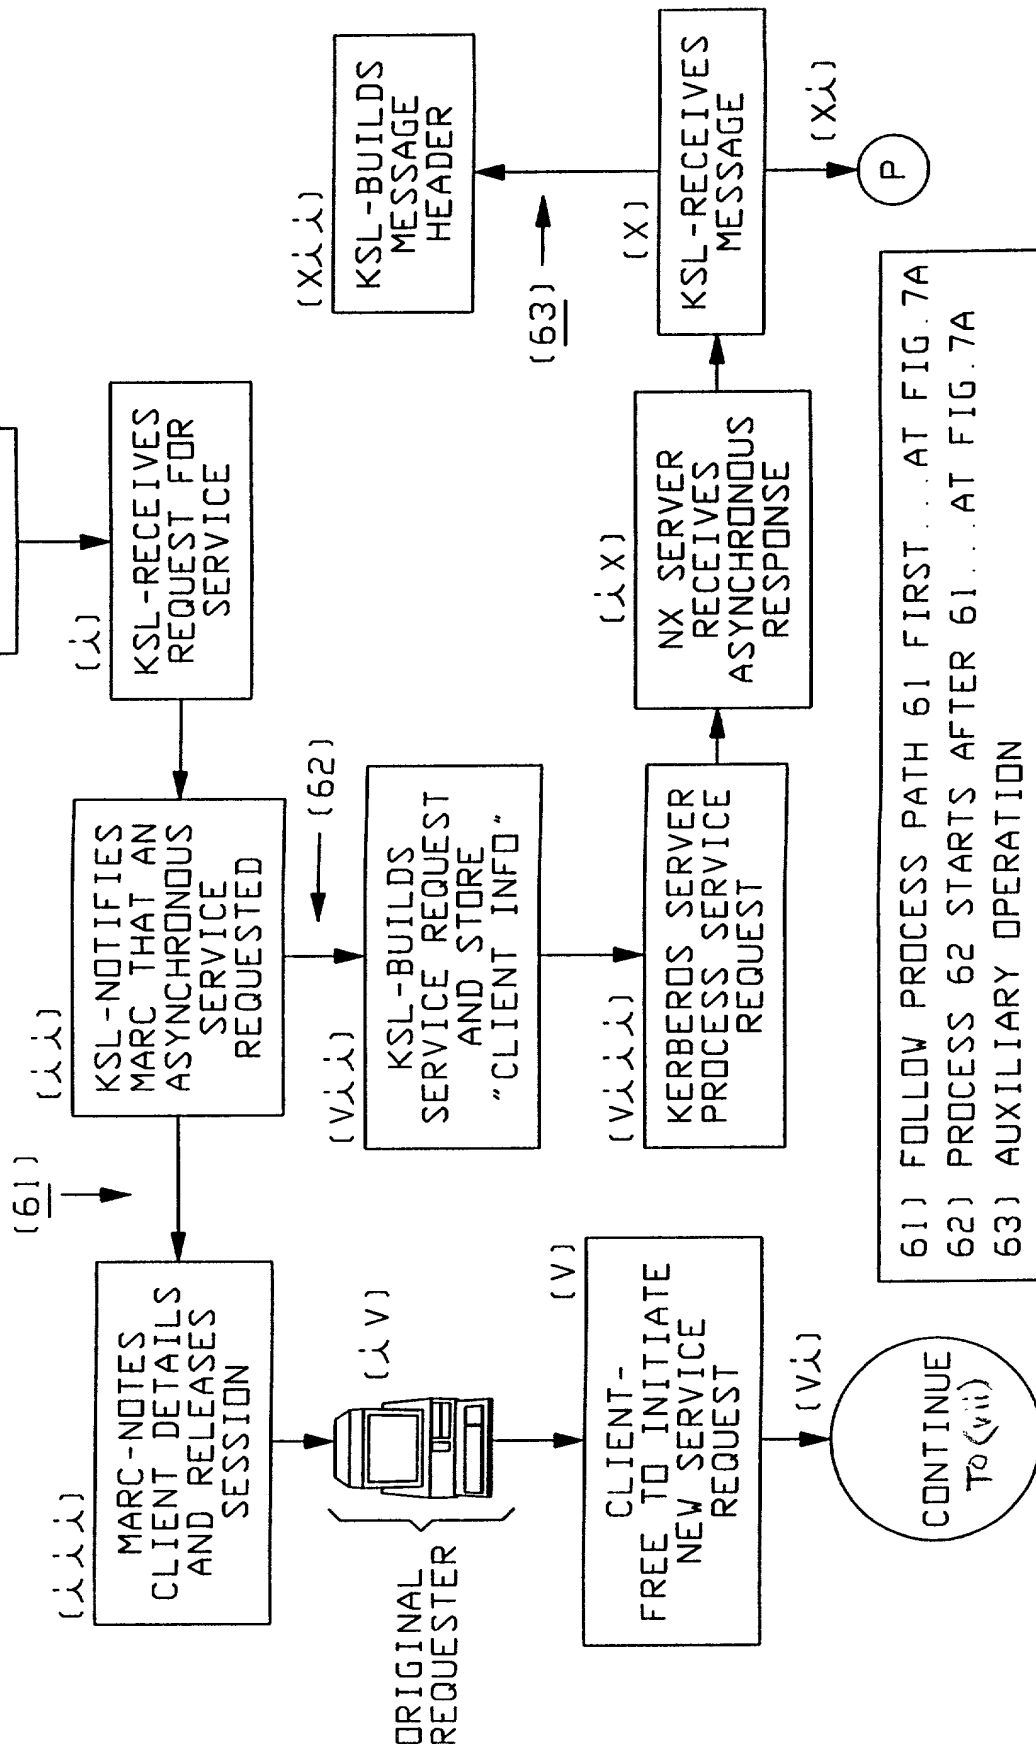 (i)
KSL-RECEIVES
REQUEST FOR
SERVICE
(ii)
KSL-NOTIFIES
MARC THAT AN
ASYNCHRONOUS
SERVICE
REQUESTED
(61)
(iii)
MARC-NOTES
CLIENT DETAILS
AND RELEASES
SESSION
(iV)
ORIGINAL
REQUESTER
(V)
CLIENT-
FREE TO INITIATE
NEW SERVICE
REQUEST
(Vi)
CONTINUE
TO (vii)
(62)
(Vii)
KSL-BUILDS
SERVICE REQUEST
AND STORE
"CLIENT INFO"
(Viii)
KERBEROS SERVER
PROCESS SERVICE
REQUEST
(iX)
NX SERVER
RECEIVES
ASYNCHRONOUS
RESPONSE
(X)
KSL-RECEIVES
MESSAGE
(Xi)
P
(63)
(Xii)
KSL-BUILDS
MESSAGE
HEADER
61) FOLLOW PROCESS PATH 61 FIRST...AT FIG.7A
62) PROCESS 62 STARTS AFTER 61...AT FIG.7A
63) AUXILIARY OPERATION